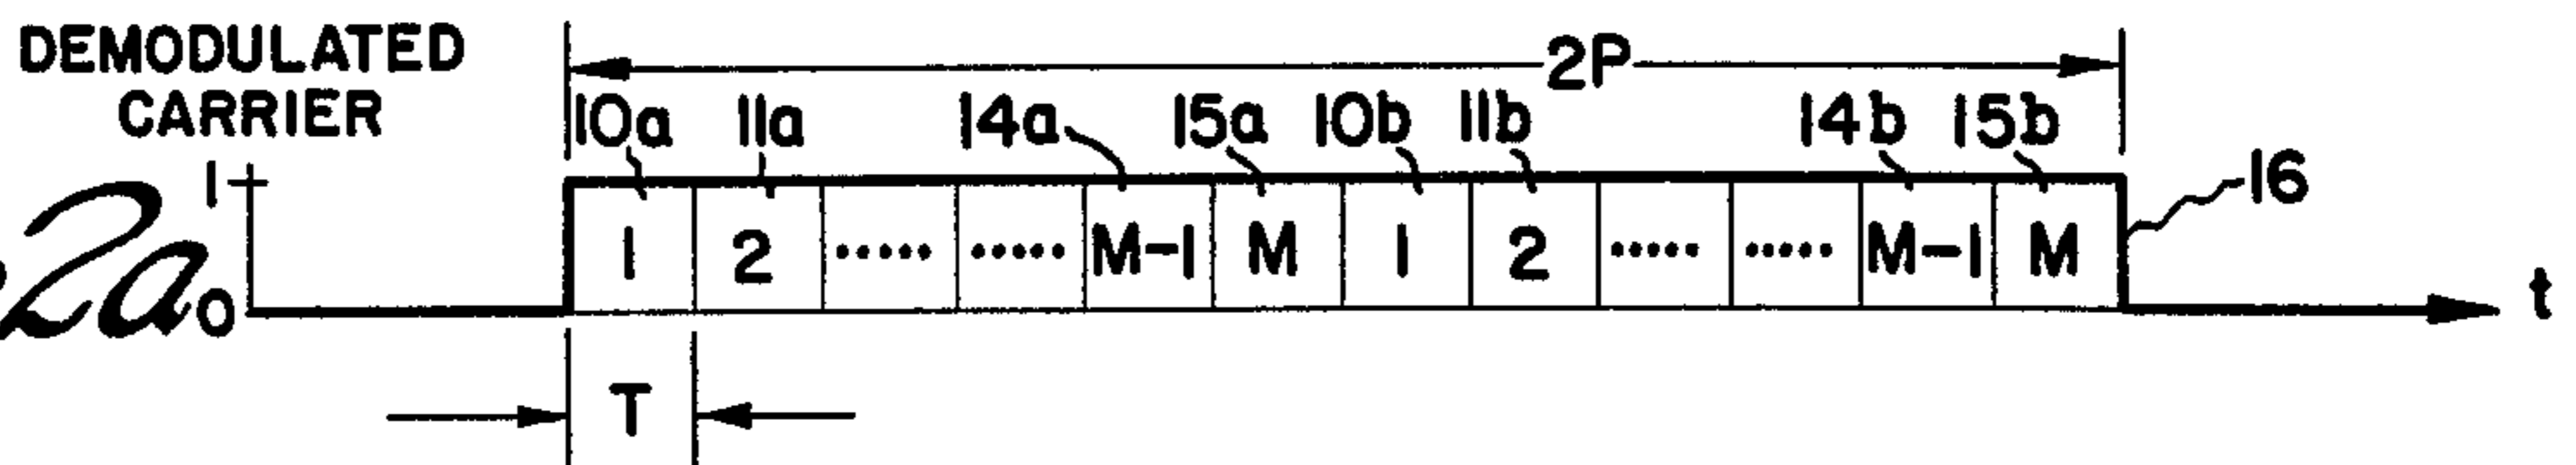 DEMODULATED
CARRIER
2P
10a 11a 14a 15a 10b 11b 14b 15b
1
16
1 2 ..... ..... M-1 M 1 2 ..... ..... M-1 M
2a
0
t
T